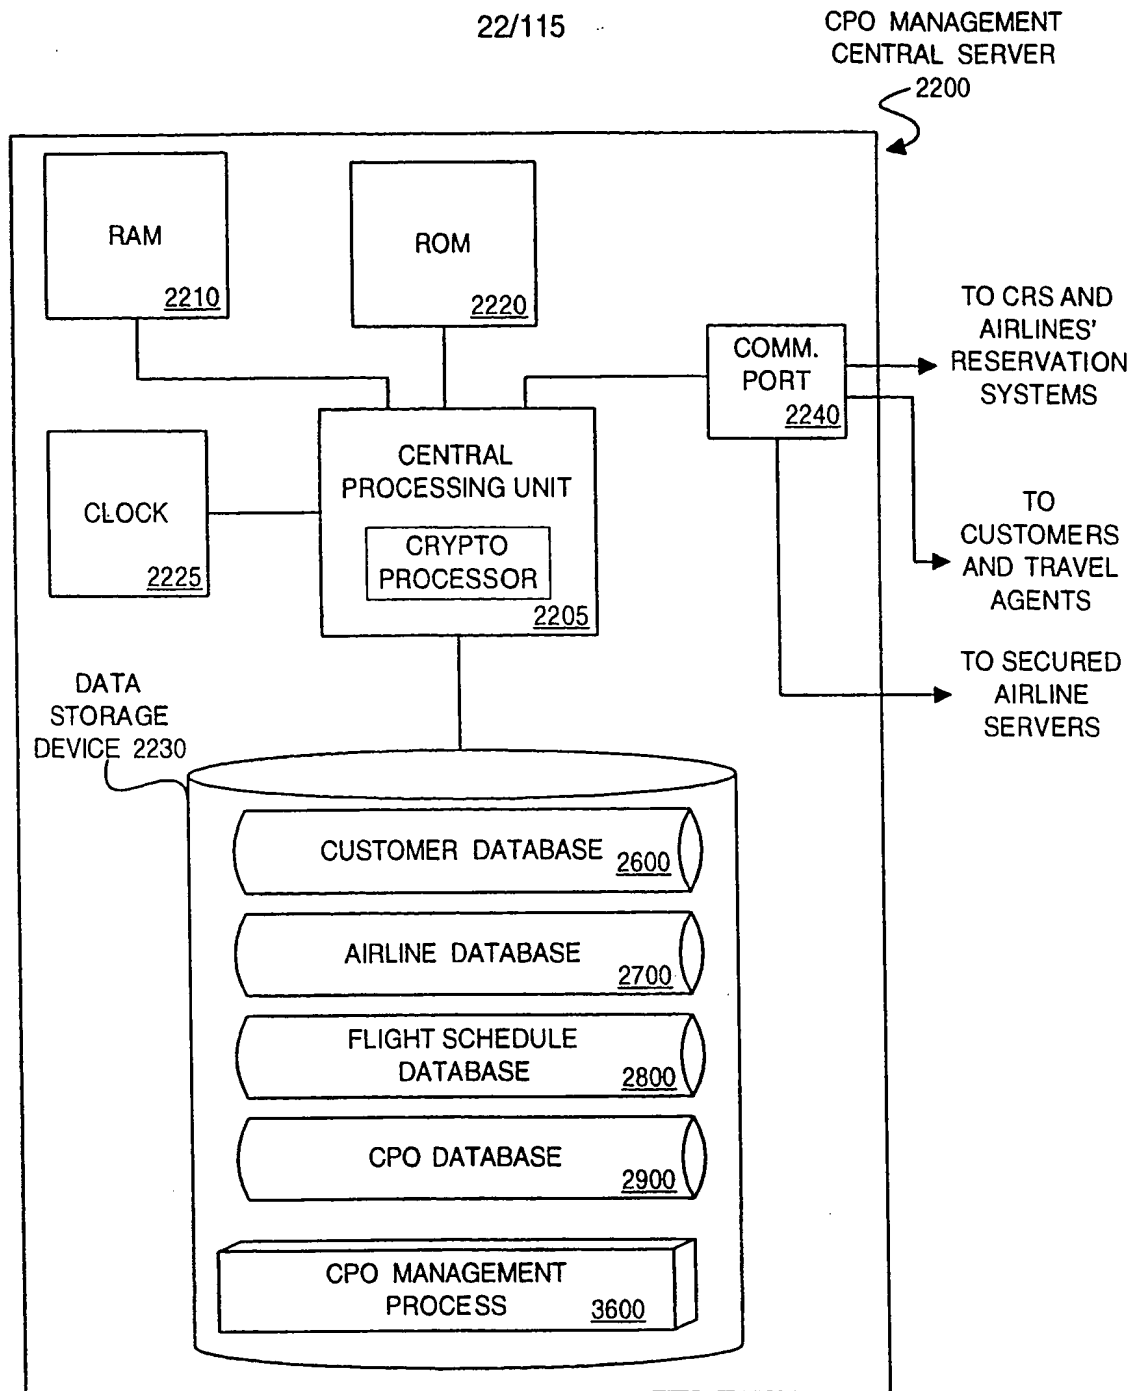 22/115
CPO MANAGEMENT
CENTRAL SERVER
2200
RAM
2210
ROM
2220
COMM.
PORT
2240
TO CRS AND
AIRLINES'
RESERVATION
SYSTEMS
CLOCK
2225
CENTRAL
PROCESSING UNIT
CRYPTO
PROCESSOR
2205
TO
CUSTOMERS
AND TRAVEL
AGENTS
TO SECURED
AIRLINE
SERVERS
DATA
STORAGE
DEVICE 2230
CUSTOMER DATABASE
2600
AIRLINE DATABASE
2700
FLIGHT SCHEDULE
DATABASE
2800
CPO DATABASE
2900
CPO MANAGEMENT
PROCESS
3600